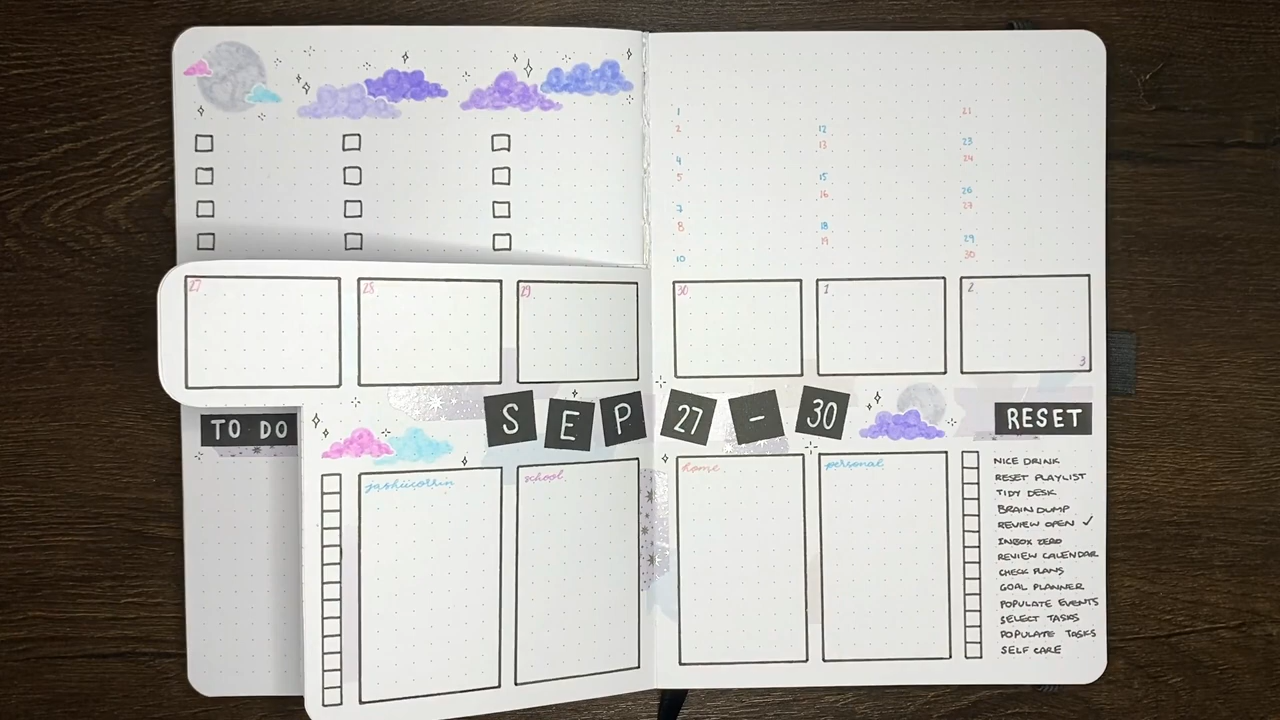 1 21
2 12
13 23
4 24
5 15
16 26
7 27
8 18
19 29
10 30
27 28 29 30 1 2
3
SEP 27 - 30
TO DO
RESET
jashiicorrin school home personal
NICE DRINK
RESET PLAYLIST
TIDY DESK
BRAIN DUMP
REVIEW OPEN ✓
INBOX ZERO
REVIEW CALENDAR
CHECK PLANS
GOAL PLANNER
POPULATE EVENTS
SELECT TASKS
POPULATE TASKS
SELF CARE